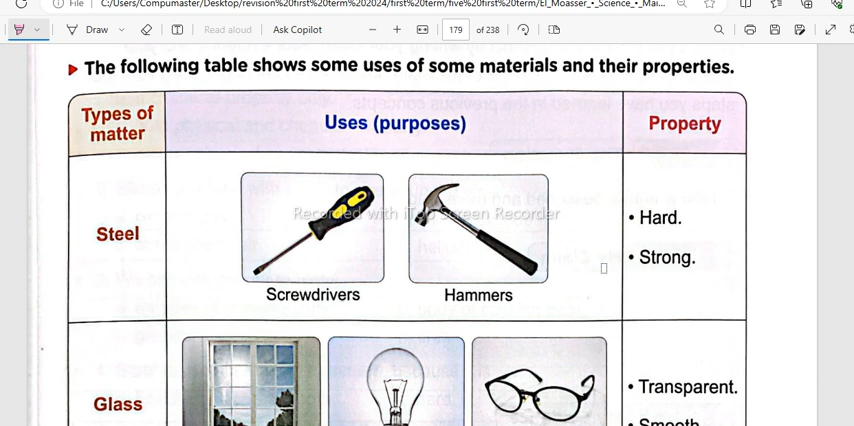 File
C:/Users/Compumaster/Desktop/revision%20first%20term%202024/first%20term/five%20first%20term/El_Moasser_•_Science_•_Mai...
Draw
Read aloud
Ask Copilot
179 of 238
The following table shows some uses of some materials and their properties.
Types of matter
Uses (purposes)
Property
Recorded with iTop Screen Recorder
Steel
Screwdrivers
Hammers
• Hard.
• Strong.
Glass
• Transparent.
• Smooth